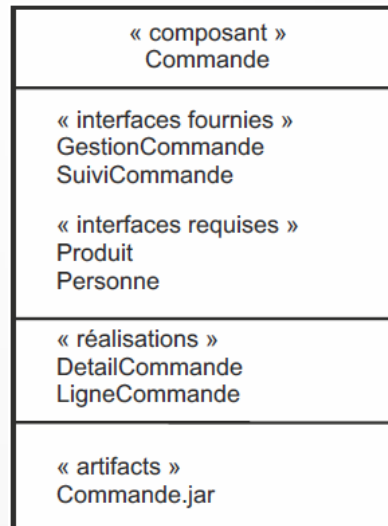 « composant »
Commande
« interfaces fournies »
GestionCommande
SuiviCommande
« interfaces requises »
Produit
Personne
« réalisations »
DetailCommande
LigneCommande
« artifacts »
Commande.jar